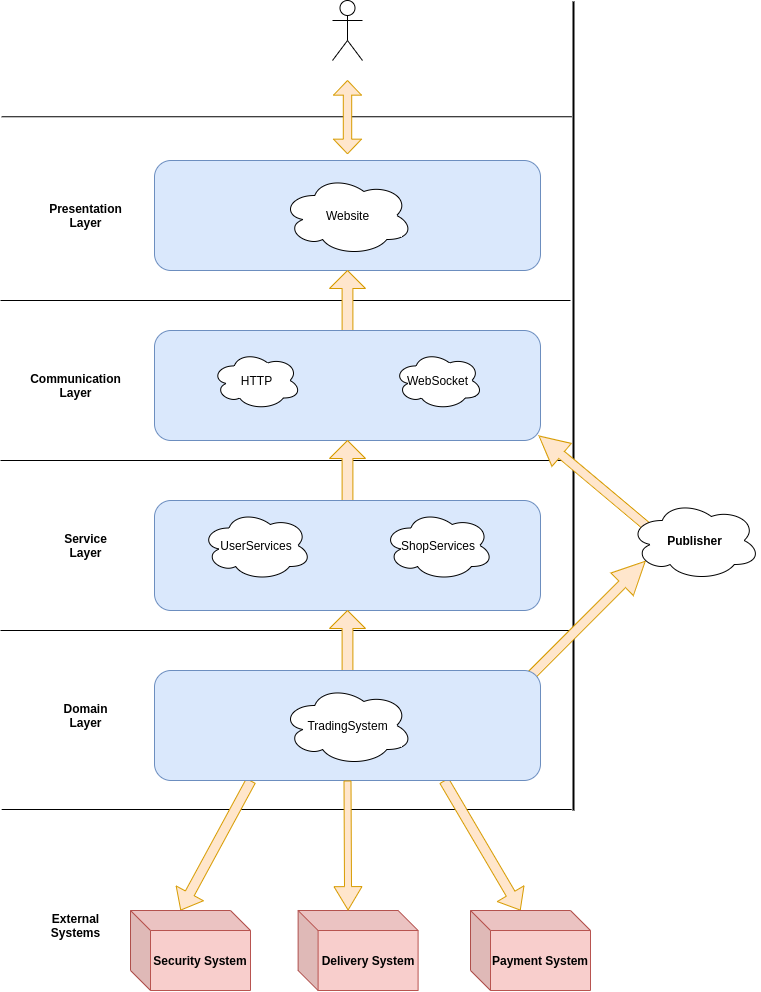 Presentation
Layer
Website
Communication
Layer
HTTP
WebSocket
Service
Layer
UserServices
ShopServices
Publisher
Domain
Layer
TradingSystem
External
Systems
Security System
Delivery System
Payment System